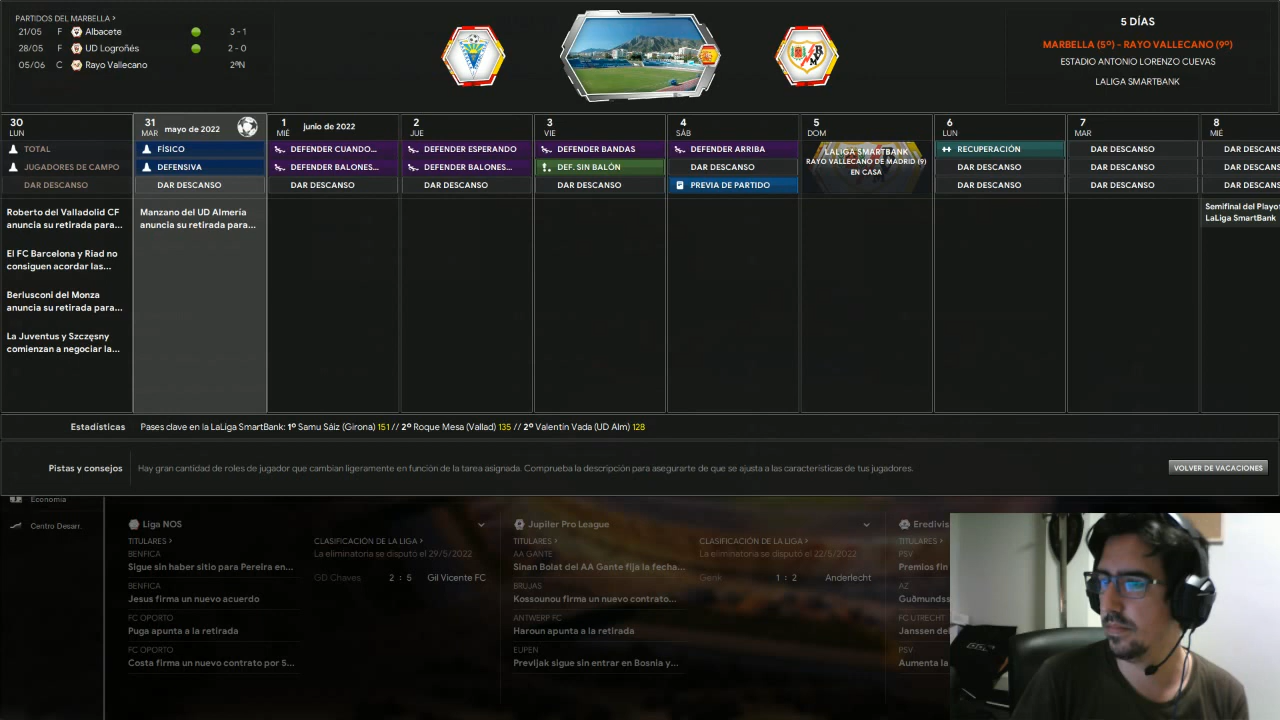 PARTIDOS DEL MARBELLA >
21/05 F Albacete 3 - 1
28/05 F UD Logroñés 2 - 0
05/06 C Rayo Vallecano 2ºN
5 DÍAS
MARBELLA (5º) - RAYO VALLECANO (9º)
ESTADIO ANTONIO LORENZO CUEVAS
LALIGA SMARTBANK
30
LUN
TOTAL
JUGADORES DE CAMPO
DAR DESCANSO
Roberto del Valladolid CF
anuncia su retirada para...
El FC Barcelona y Riad no
consiguen acordar las...
Berlusconi del Monza
anuncia su retirada para...
La Juventus y Szczęsny
comienzan a negociar la...
31
MAR mayo de 2022
FÍSICO
DEFENSIVA
DAR DESCANSO
Manzano del UD Almería
anuncia su retirada para...
1
MIÉ junio de 2022
DEFENDER CUANDO...
DEFENDER BALONES...
DAR DESCANSO
2
JUE
DEFENDER ESPERANDO
DEFENDER BALONES...
DAR DESCANSO
3
VIE
DEFENDER BANDAS
DEF. SIN BALÓN
DAR DESCANSO
4
SÁB
DEFENDER ARRIBA
DAR DESCANSO
PREVIA DE PARTIDO
5
DOM
LALIGA SMARTBANK
RAYO VALLECANO DE MADRID (9)
EN CASA
6
LUN
RECUPERACIÓN
DAR DESCANSO
DAR DESCANSO
7
MAR
DAR DESCANSO
DAR DESCANSO
DAR DESCANSO
8
MIÉ
DAR DESCANS
DAR DESCANS
DAR DESCANS
Semifinal del Playo
LaLiga SmartBank
Estadísticas Pases clave en la LaLiga SmartBank: 1º Samu Sáiz (Girona) 151 // 2º Roque Mesa (Vallad) 135 // 2º Valentín Vada (UD Alm) 128
Pistas y consejos Hay gran cantidad de roles de jugador que cambian ligeramente en función de la tarea asignada. Comprueba la descripción para asegurarte de que se ajusta a las características de tus jugadores.
VOLVER DE VACACIONES
Economía
Centro Desarr.
Liga NOS
TITULARES >
BENFICA
Sigue sin haber sitio para Pereira en...
BENFICA
Jesus firma un nuevo acuerdo
FC OPORTO
Puga apunta a la retirada
FC OPORTO
Costa firma un nuevo contrato por 5...
CLASIFICACIÓN DE LA LIGA >
La eliminatoria se disputó el 29/5/2022
GD Chaves 2 : 5 Gil Vicente FC
Jupiler Pro League
TITULARES >
AA GANTE
Sinan Bolat del AA Gante fija la fecha...
BRUJAS
Kossounou firma un nuevo contrato...
ANTWERP FC
Haroun apunta a la retirada
EUPEN
Previjak sigue sin entrar en Bosnia y...
CLASIFICACIÓN DE LA LIGA >
La eliminatoria se disputó el 22/5/2022
Genk 1 : 2 Anderlecht
Eredivis
TITULARES >
PSV
Premios fin
AZ
Guðmundss
FC UTRECHT
Janssen del
PSV
Aumenta la